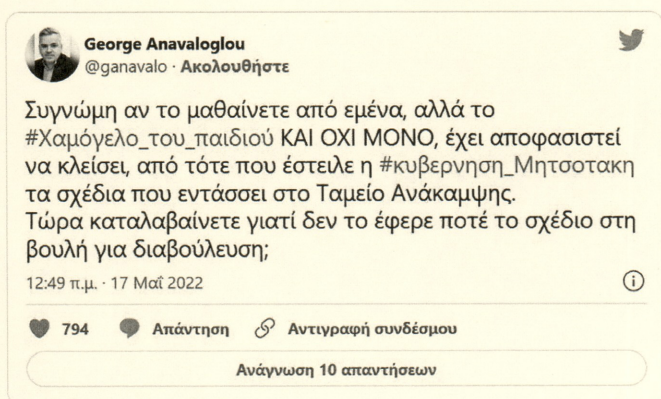 George Anavaloglou
@ganavalo · Ακολουθήστε
Συγνώμη αν το μαθαίνετε από εμένα, αλλά το
#Χαμόγελο_του_παιδιού ΚΑΙ ΟΧΙ ΜΟΝΟ, έχει αποφασιστεί
να κλείσει, από τότε που έστειλε η #κυβερνηση_Μητσοτακη
τα σχέδια που εντάσσει στο Ταμείο Ανάκαμψης.
Τώρα καταλαβαίνετε γιατί δεν το έφερε ποτέ το σχέδιο στη
βουλή για διαβούλευση;
12:49 π.μ. · 17 Μαΐ 2022
794 Απάντηση Αντιγραφή συνδέσμου
Ανάγνωση 10 απαντήσεων